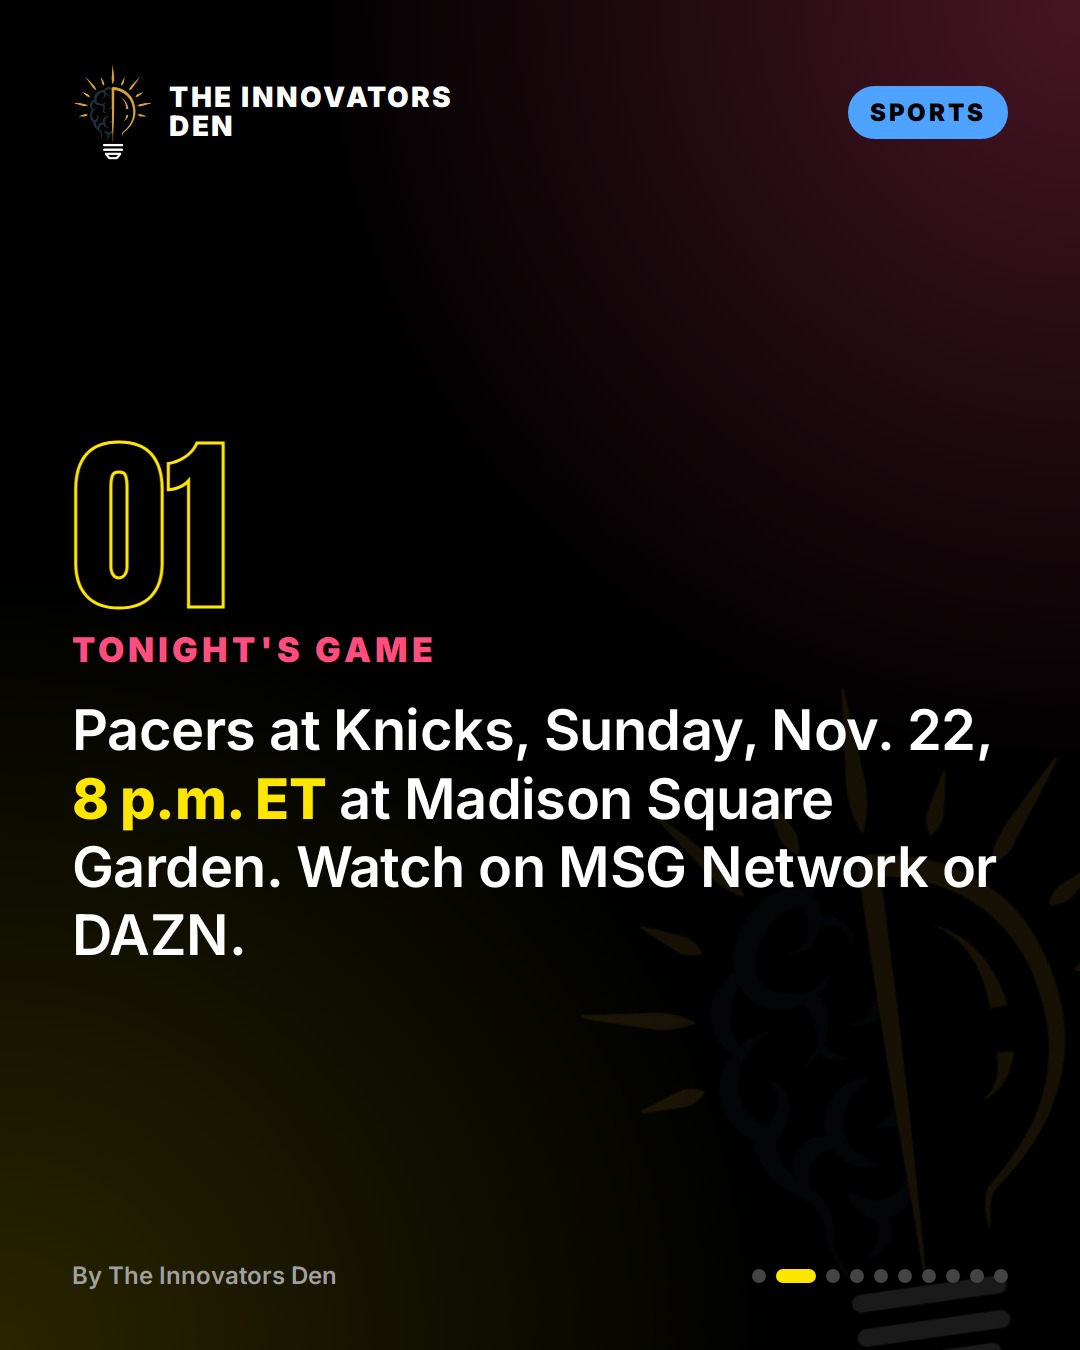 THE INNOVATORS
DEN
SPORTS
01
TONIGHT'S GAME
Pacers at Knicks, Sunday, Nov. 22,
8 p.m. ET at Madison Square
Garden. Watch on MSG Network or
DAZN.
By The Innovators Den